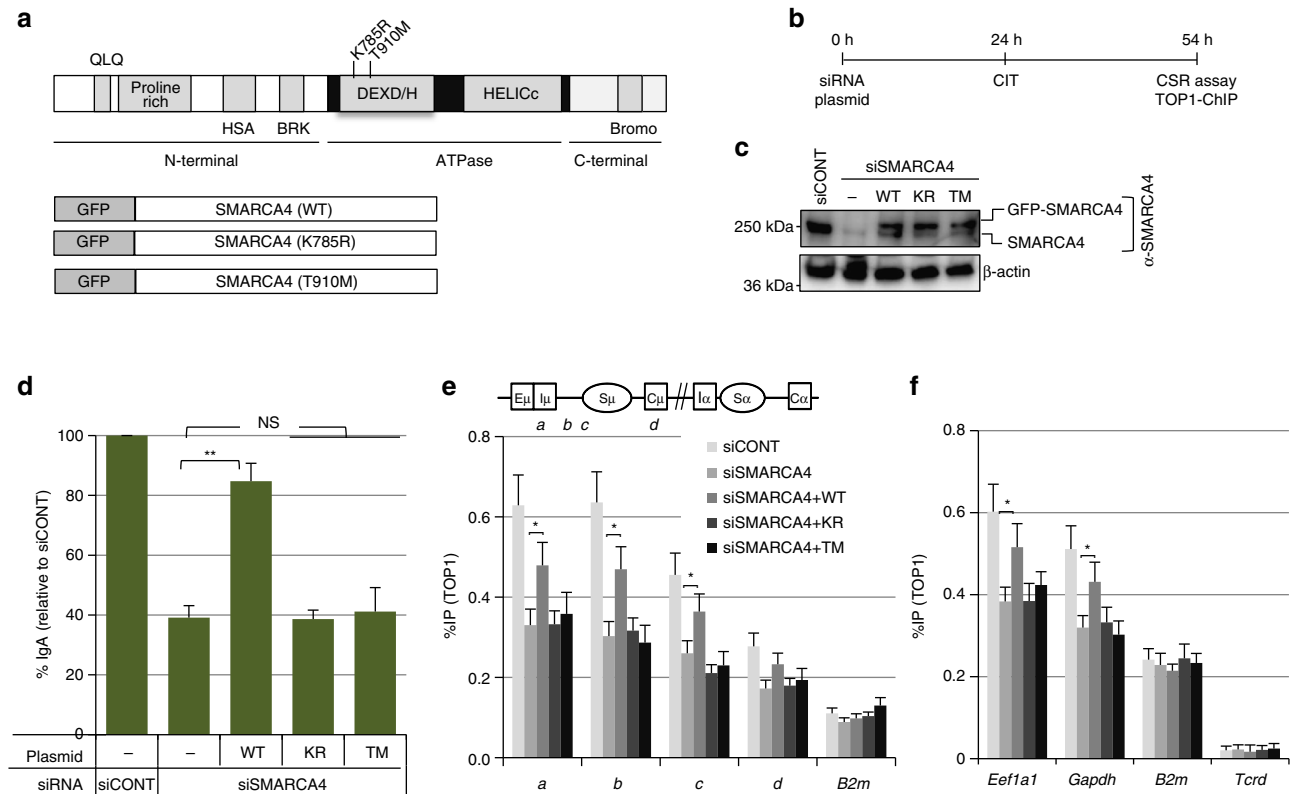 a
K785R
T910M
QLQ
Proline
rich
DEXD/H
HELICc
HSA
BRK
Bromo
N-terminal
ATPase
C-terminal
GFP
SMARCA4 (WT)
GFP
SMARCA4 (K785R)
GFP
SMARCA4 (T910M)
b
0 h
24 h
54 h
siRNA
plasmid
CIT
CSR assay
TOP1-ChIP
c
siCONT
siSMARCA4
– WT KR TM
250 kDa
GFP-SMARCA4
SMARCA4
α-SMARCA4
β-actin
36 kDa
d
NS
**
% IgA (relative to siCONT)
100
80
60
40
20
0
Plasmid – – WT KR TM
siRNA siCONT siSMARCA4
e
Eμ Iμ Sμ Cμ Iα Sα Cα
a b c d
%IP (TOP1)
0.8
0.6
0.4
0.2
0.0
* * *
siCONT
siSMARCA4
siSMARCA4+WT
siSMARCA4+KR
siSMARCA4+TM
a b c d B2m
f
%IP (TOP1)
0.8
0.6
0.4
0.2
0
* *
Eef1a1 Gapdh B2m Tcrd